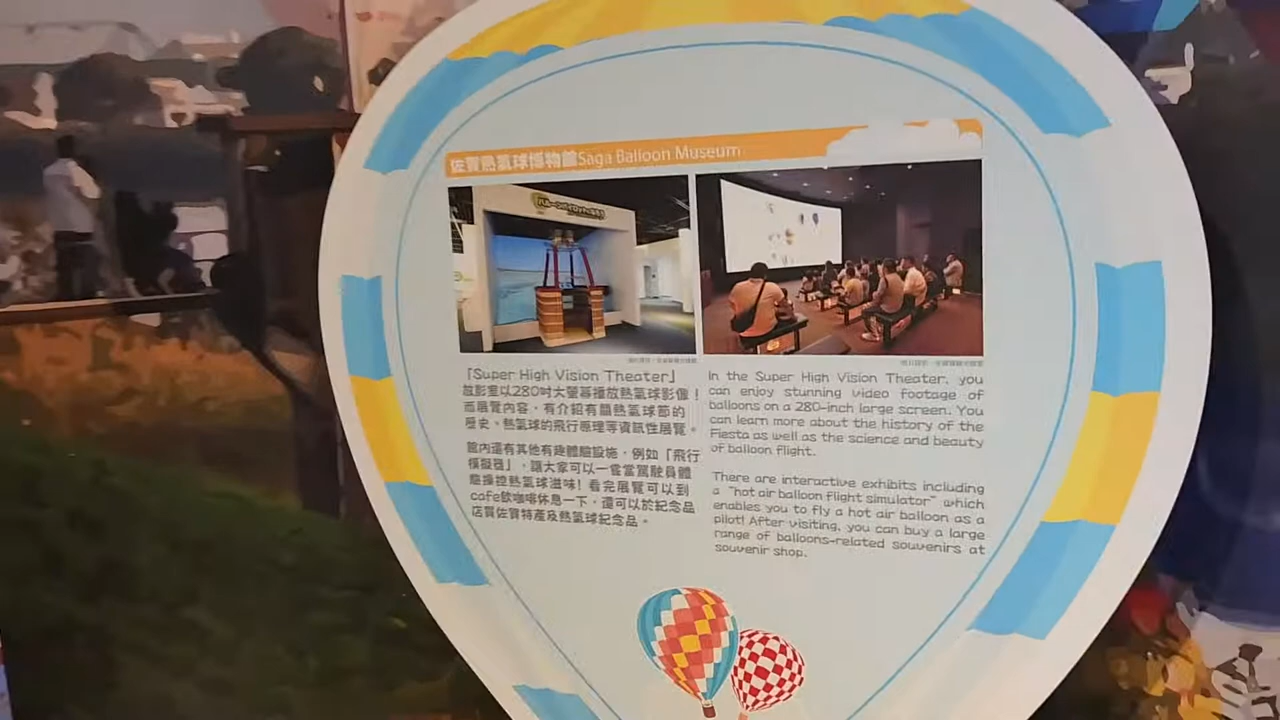 佐賀熱氣球博物館Saga Balloon Museum
「Super High Vision Theater」
放影室以280吋大螢幕播放熱氣球影像！
而展覽內容，有介紹有關熱氣球節的
歷史、熱氣球的飛行原理等資訊性展覽。
館內還有其他有趣體驗設施，例如「飛行
模擬器」，讓大家可以一嘗當駕駛員體
驗操控熱氣球滋味！看完展覽可以到
cafe飲咖啡休息一下，還可以於紀念品
店買佐賀特產及熱氣球紀念品。
In the Super High Vision Theater, you
can enjoy stunning video footage of
balloons on a 280-inch large screen. You
can learn more about the history of the
Fiesta as well as the science and beauty
of balloon flight.
There are interactive exhibits including
a "hot air balloon flight simulator" which
enables you to fly a hot air balloon as a
pilot! After visiting, you can buy a large
range of balloons-related souvenirs at
souvenir shop.